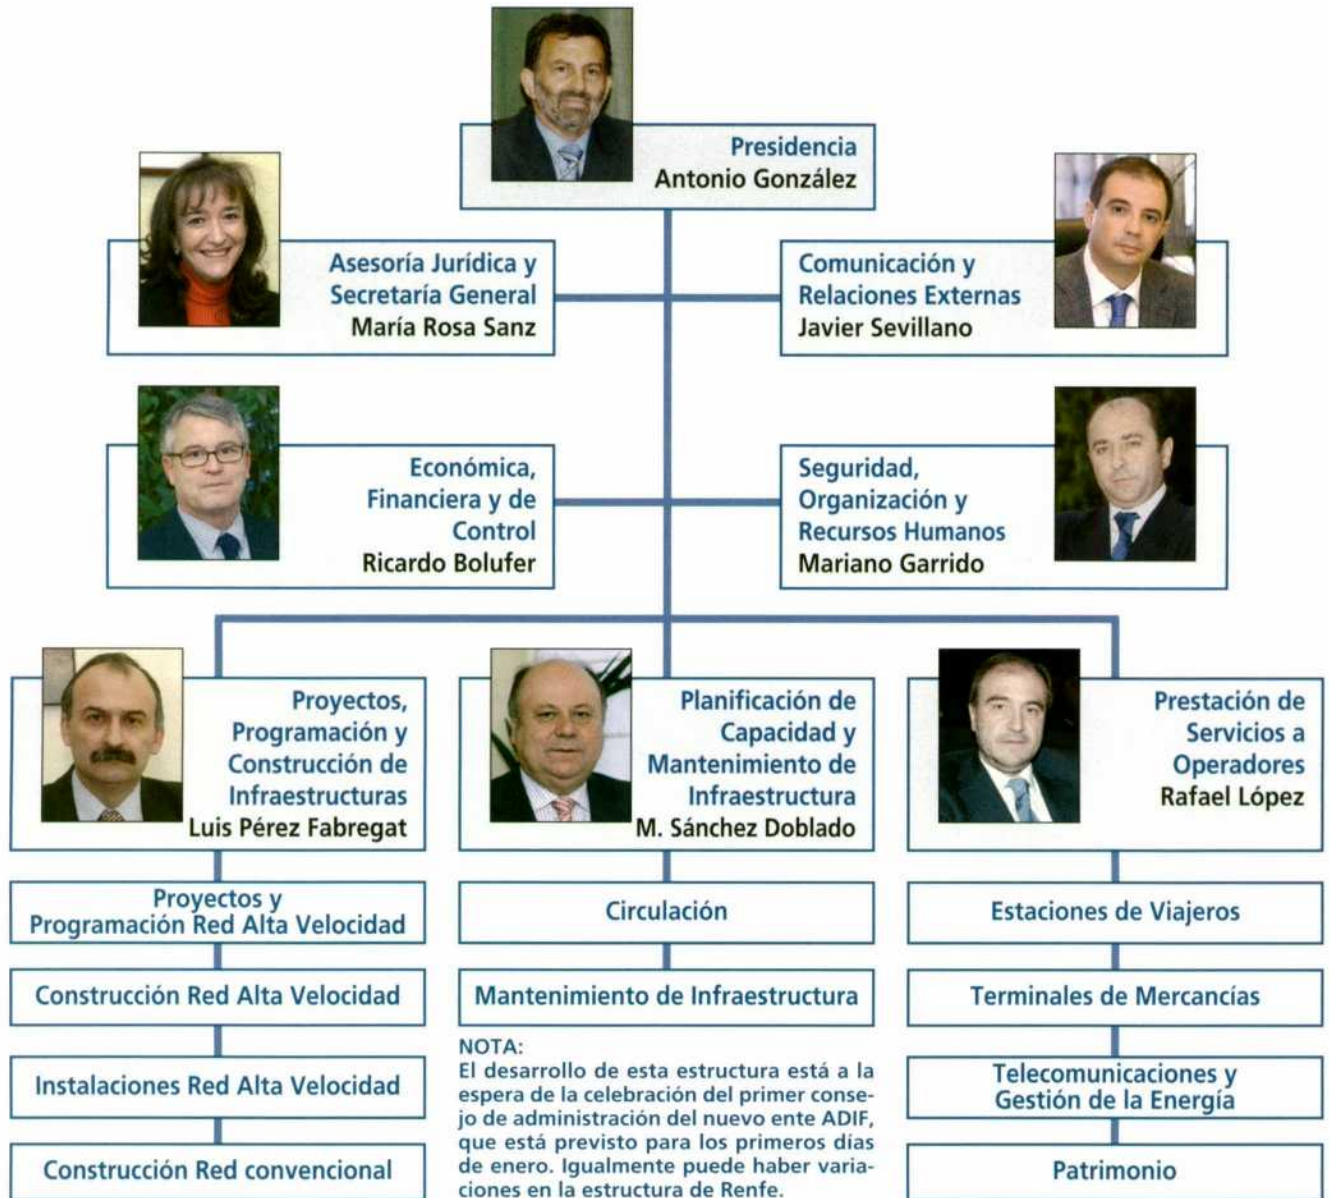 Presidencia
Antonio González
Asesoría Jurídica y
Secretaría General
María Rosa Sanz
Comunicación y
Relaciones Externas
Javier Sevillano
Económica,
Financiera y de
Control
Ricardo Bolufer
Seguridad,
Organización y
Recursos Humanos
Mariano Garrido
Proyectos,
Programación y
Construcción de
Infraestructuras
Luis Pérez Fabregat
Planificación de
Capacidad y
Mantenimiento de
Infraestructura
M. Sánchez Doblado
Prestación de
Servicios a
Operadores
Rafael López
Proyectos y
Programación Red Alta Velocidad
Construcción Red Alta Velocidad
Instalaciones Red Alta Velocidad
Construcción Red convencional
Circulación
Mantenimiento de Infraestructura
NOTA:
El desarrollo de esta estructura está a la
espera de la celebración del primer conse-
jo de administración del nuevo ente ADIF,
que está previsto para los primeros días
de enero. Igualmente puede haber varia-
ciones en la estructura de Renfe.
Estaciones de Viajeros
Terminales de Mercancías
Telecomunicaciones y
Gestión de la Energía
Patrimonio